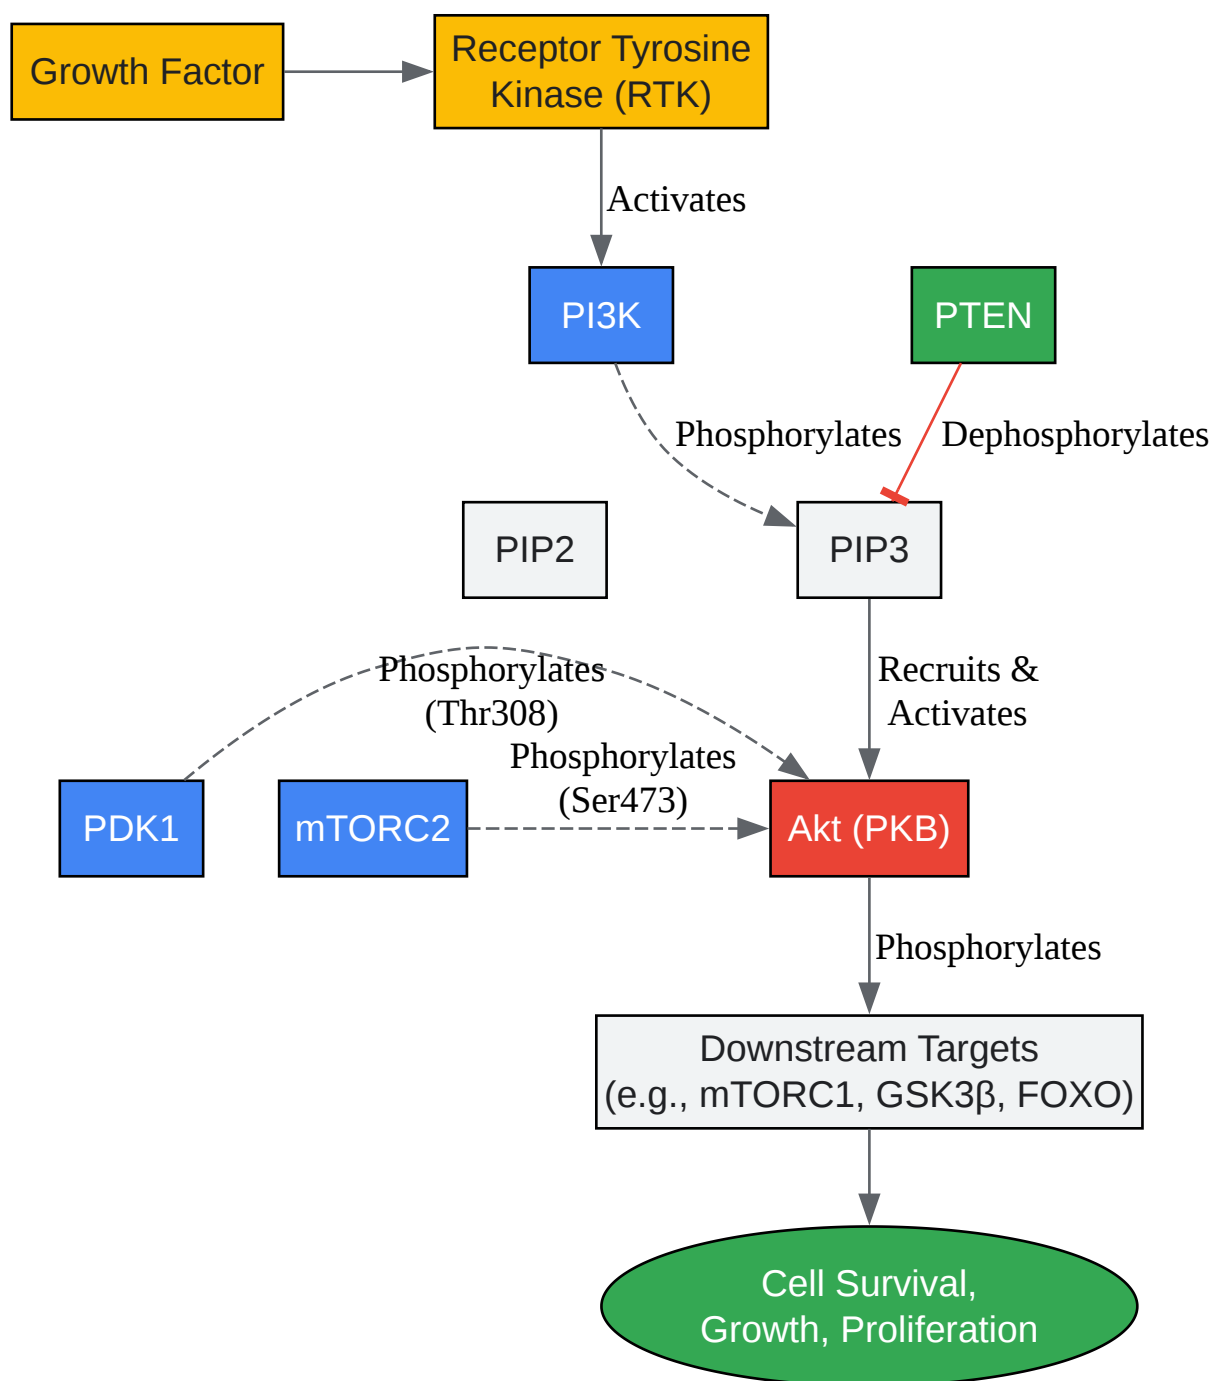 Growth Factor
Receptor Tyrosine
Kinase (RTK)
Activates
PI3K
PTEN
Phosphorylates
Dephosphorylates
PIP2
PIP3
Phosphorylates
(Thr308)
Recruits &
Activates
Phosphorylates
(Ser473)
PDK1
mTORC2
Akt (PKB)
Phosphorylates
Downstream Targets
(e.g., mTORC1, GSK3β, FOXO)
Cell Survival,
Growth, Proliferation